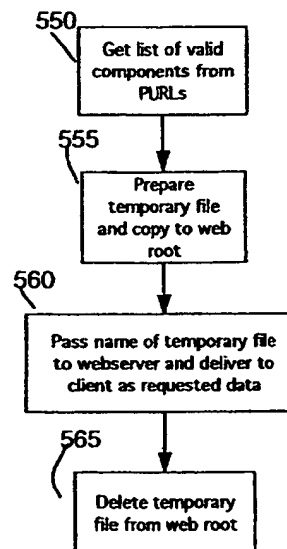 550
Get list of valid
components from
PURLs
555
Prepare
temporary file
and copy to web
root
560
Pass name of temporary file
to webserver and deliver to
client as requested data
565
Delete temporary
file from web root